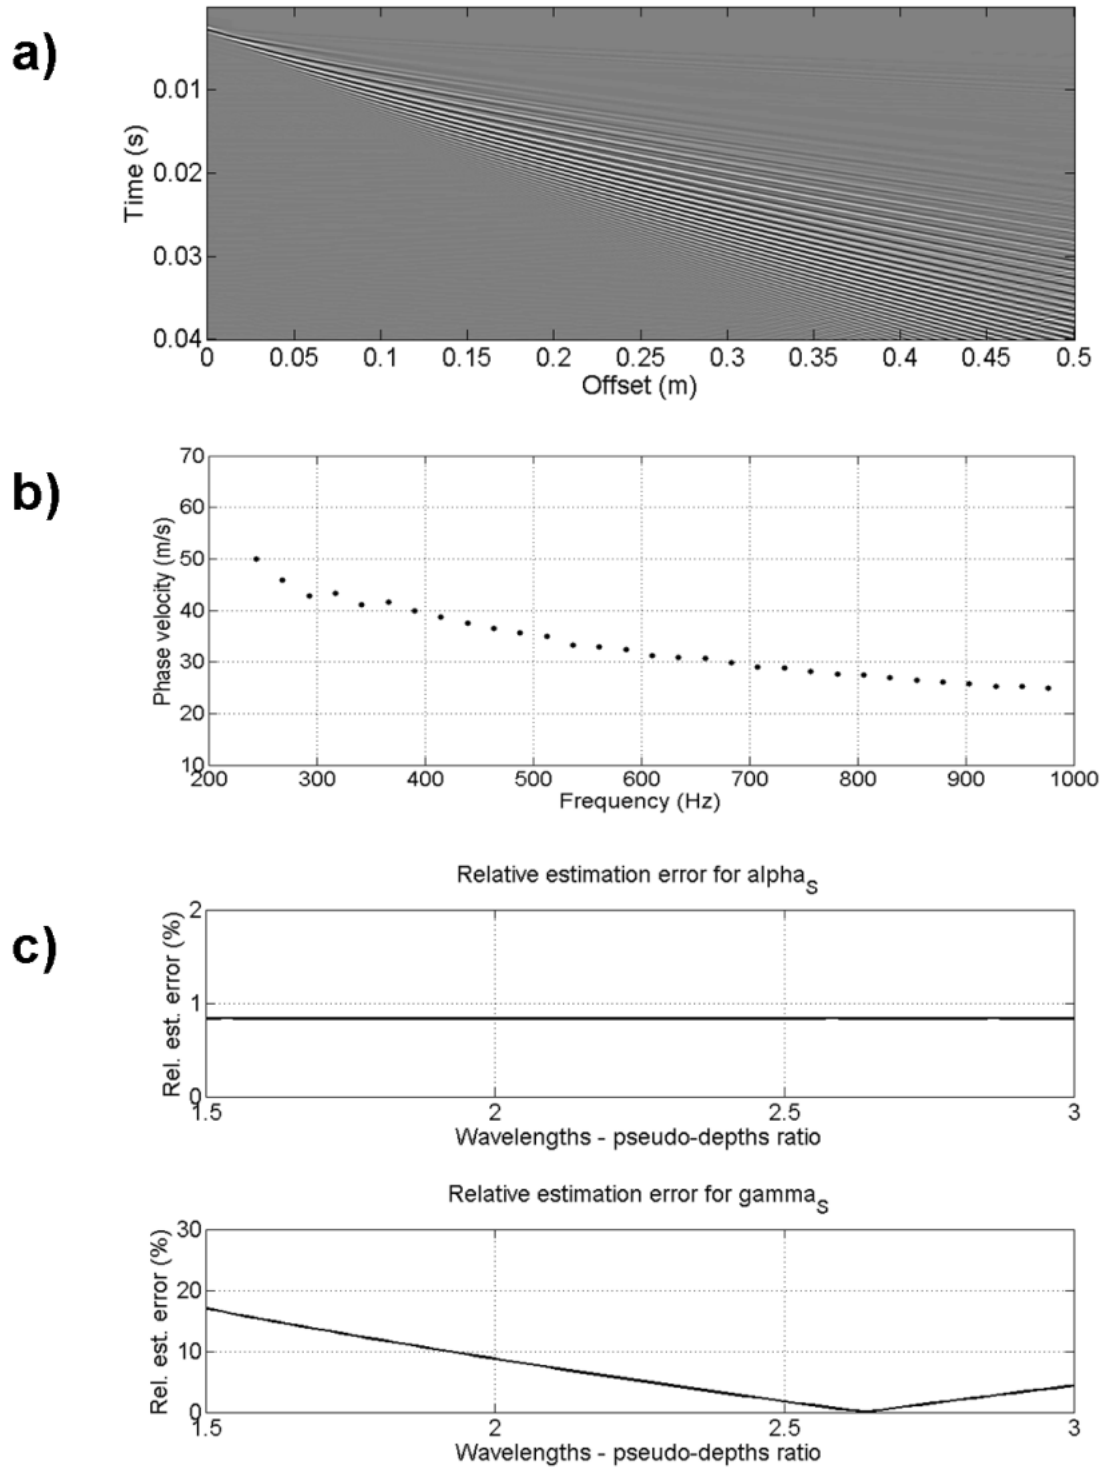 a)
Time (s)
0.01
0.02
0.03
0.04
0 0.05 0.1 0.15 0.2 0.25 0.3 0.35 0.4 0.45 0.5
Offset (m)
b)
Phase velocity (m/s)
70
60
50
40
30
20
10
200 300 400 500 600 700 800 900 1000
Frequency (Hz)
c)
Relative estimation error for alpha_S
Rel. est. error (%)
2
1
0
1.5 2 2.5 3
Wavelengths - pseudo-depths ratio
Relative estimation error for gamma_S
Rel. est. error (%)
30
20
10
0
1.5 2 2.5 3
Wavelengths - pseudo-depths ratio